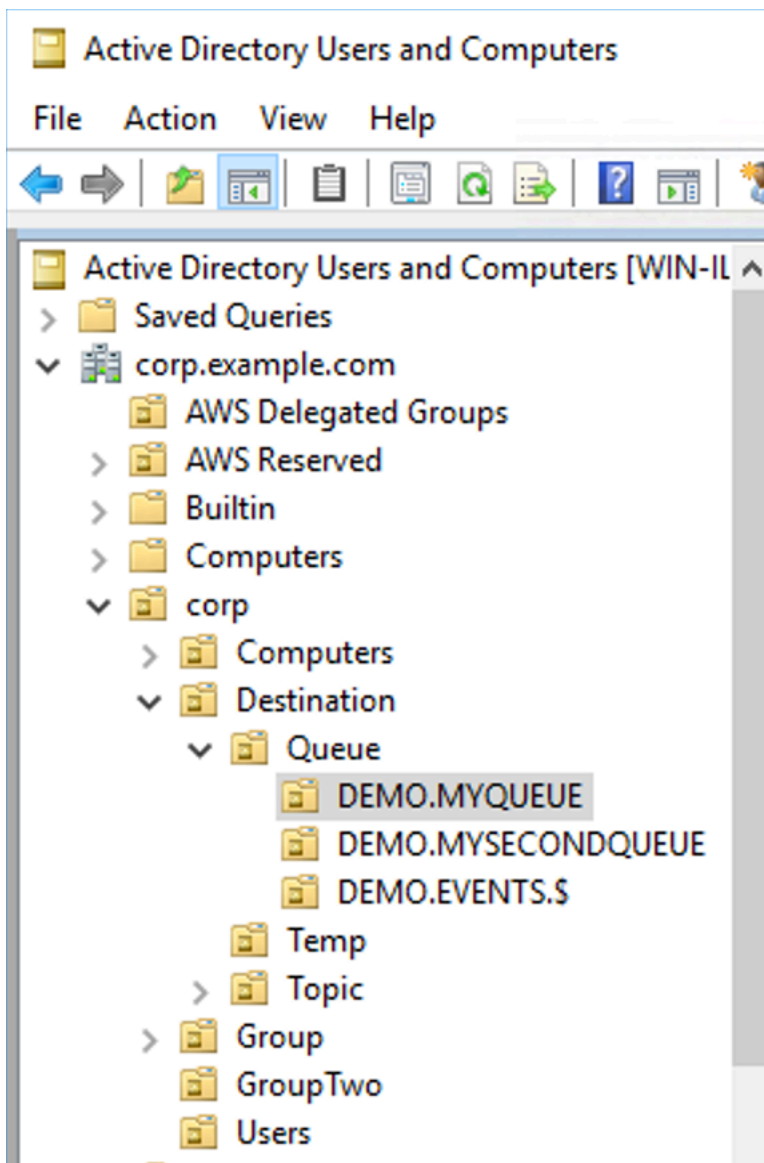 Active Directory Users and Computers
File Action View Help
Active Directory Users and Computers [WIN-IL
Saved Queries
corp.example.com
AWS Delegated Groups
AWS Reserved
Builtin
Computers
corp
Computers
Destination
Queue
DEMO.MYQUEUE
DEMO.MYSECONDQUEUE
DEMO.EVENTS.$
Temp
Topic
Group
GroupTwo
Users